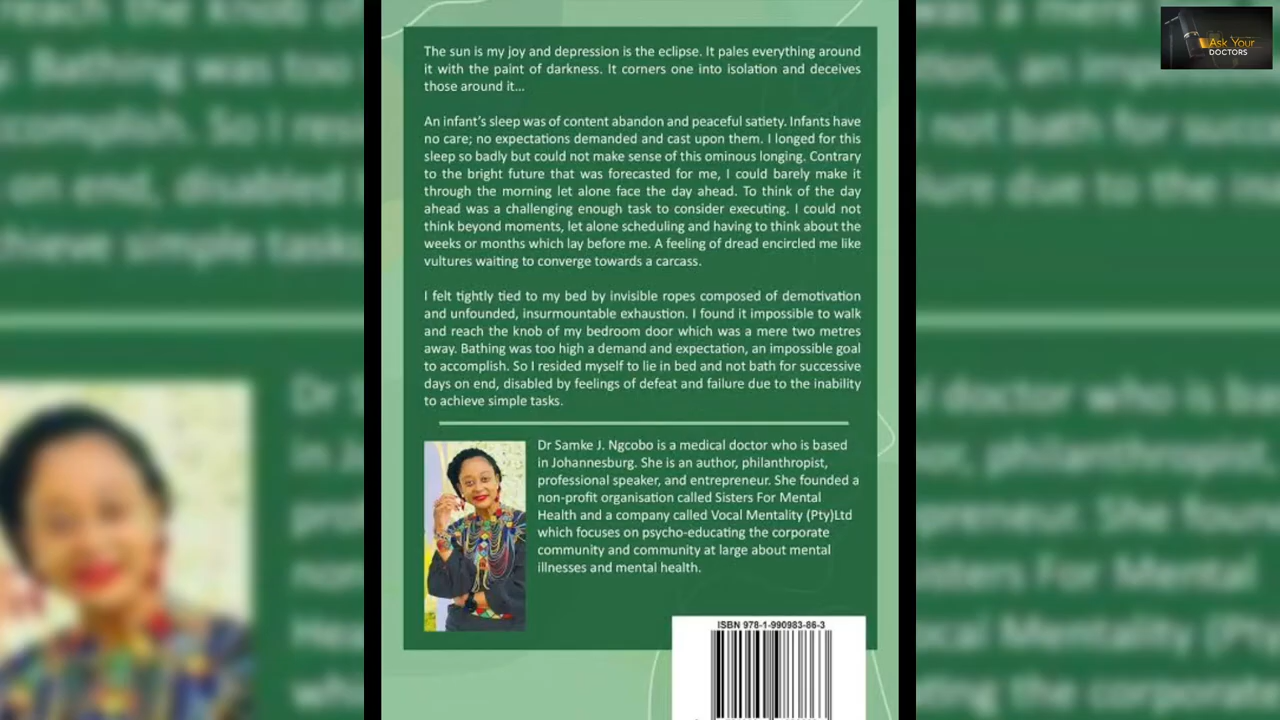 Ask Your
DOCTORS
The sun is my joy and depression is the eclipse. It pales everything around
it with the paint of darkness. It corners one into isolation and deceives
those around it...
An infant's sleep was of content abandon and peaceful satiety. Infants have
no care; no expectations demanded and cast upon them. I longed for this
sleep so badly but could not make sense of this ominous longing. Contrary
to the bright future that was forecasted for me, I could barely make it
through the morning let alone face the day ahead. To think of the day
ahead was a challenging enough task to consider executing. I could not
think beyond moments, let alone scheduling and having to think about the
weeks or months which lay before me. A feeling of dread encircled me like
vultures waiting to converge towards a carcass.
I felt tightly tied to my bed by invisible ropes composed of demotivation
and unfounded, insurmountable exhaustion. I found it impossible to walk
and reach the knob of my bedroom door which was a mere two metres
away. Bathing was too high a demand and expectation, an impossible goal
to accomplish. So I resided myself to lie in bed and not bath for successive
days on end, disabled by feelings of defeat and failure due to the inability
to achieve simple tasks.
Dr Samke J. Ngcobo is a medical doctor who is based
in Johannesburg. She is an author, philanthropist,
professional speaker, and entrepreneur. She founded a
non-profit organisation called Sisters For Mental
Health and a company called Vocal Mentality (Pty)Ltd
which focuses on psycho-educating the corporate
community and community at large about mental
illnesses and mental health.
ISBN 978-1-990983-86-3